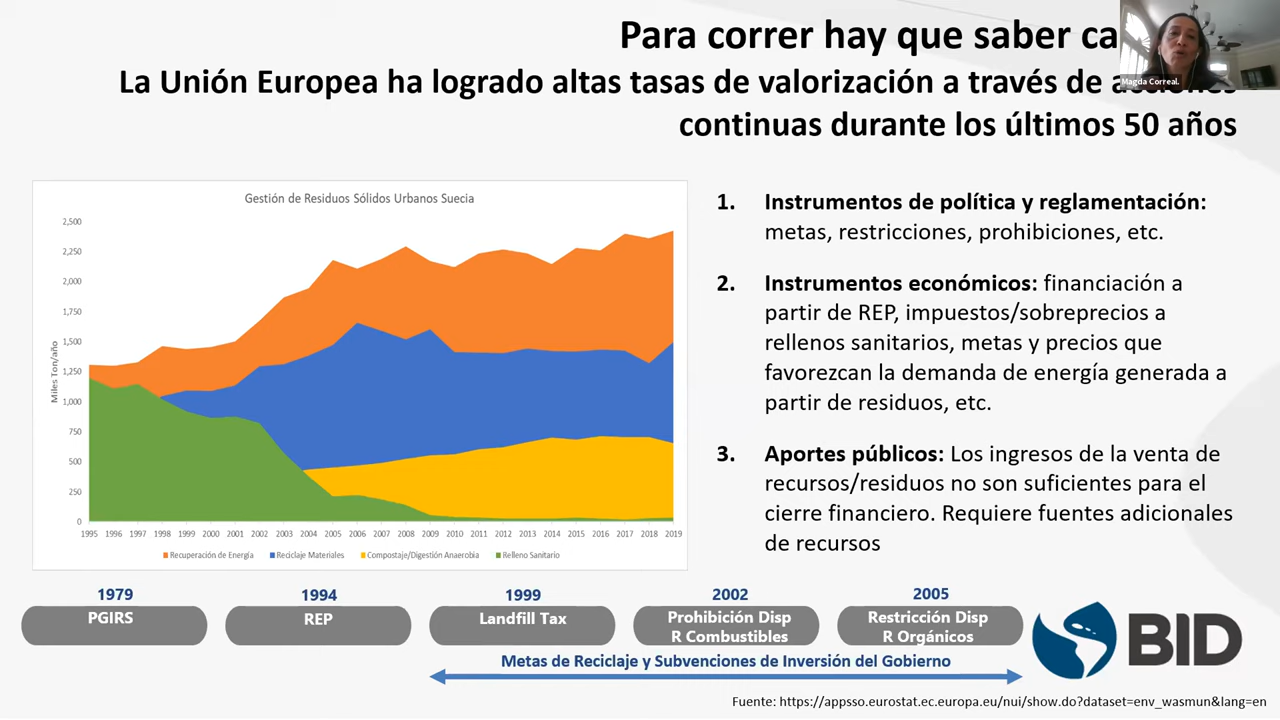 Para correr hay que saber
Magda Correal.
La Unión Europea ha logrado altas tasas de valorización a través de
continuas durante los últimos 50 años
Gestión de Residuos Sólidos Urbanos Suecia
Miles Ton/año
2,500
2,250
2,000
1,750
1,500
1,250
1,000
750
500
250
0
1995 1996 1997 1998 1999 2000 2001 2002 2003 2004 2005 2006 2007 2008 2009 2010 2011 2012 2013 2014 2015 2016 2017 2018 2019
Recuperación de Energía Reciclaje Materiales Compostaje/Digestión Anaerobia Relleno Sanitario
1. Instrumentos de política y reglamentación:
metas, restricciones, prohibiciones, etc.
2. Instrumentos económicos: financiación a
partir de REP, impuestos/sobreprecios a
rellenos sanitarios, metas y precios que
favorezcan la demanda de energía generada a
partir de residuos, etc.
3. Aportes públicos: Los ingresos de la venta de
recursos/residuos no son suficientes para el
cierre financiero. Requiere fuentes adicionales
de recursos
1979
PGIRS
1994
REP
1999
Landfill Tax
2002
Prohibición Disp
R Combustibles
2005
Restricción Disp
R Orgánicos
Metas de Reciclaje y Subvenciones de Inversión del Gobierno
BID
Fuente: https://appsso.eurostat.ec.europa.eu/nui/show.do?dataset=env_wasmun&lang=en